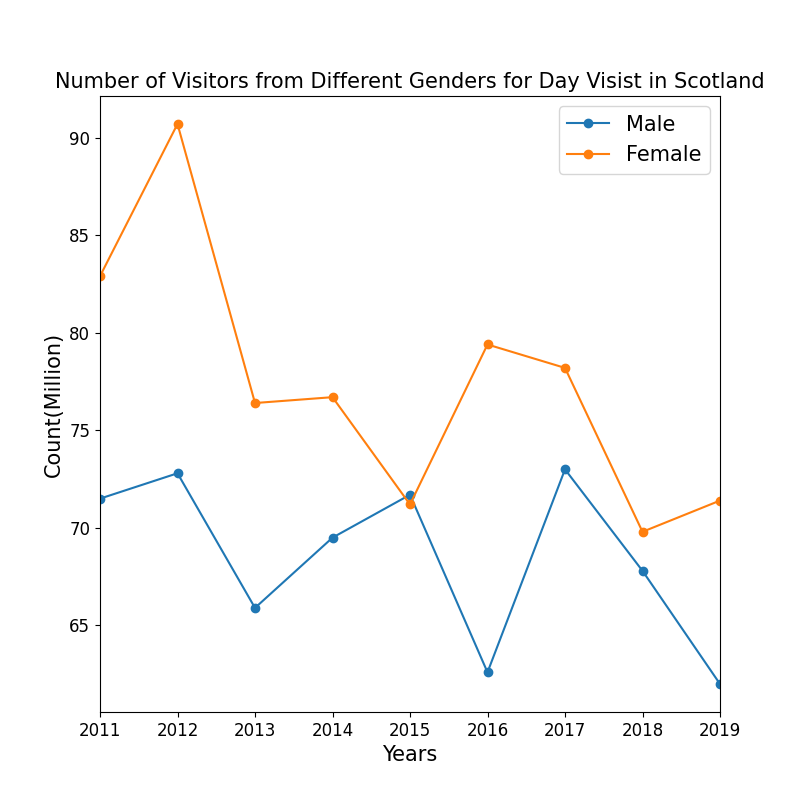 Number of Visitors from Different Genders for Day Visist in Scotland
Male
Female
Count(Million)
90
85
80
75
70
65
2011 2012 2013 2014 2015 2016 2017 2018 2019
Years